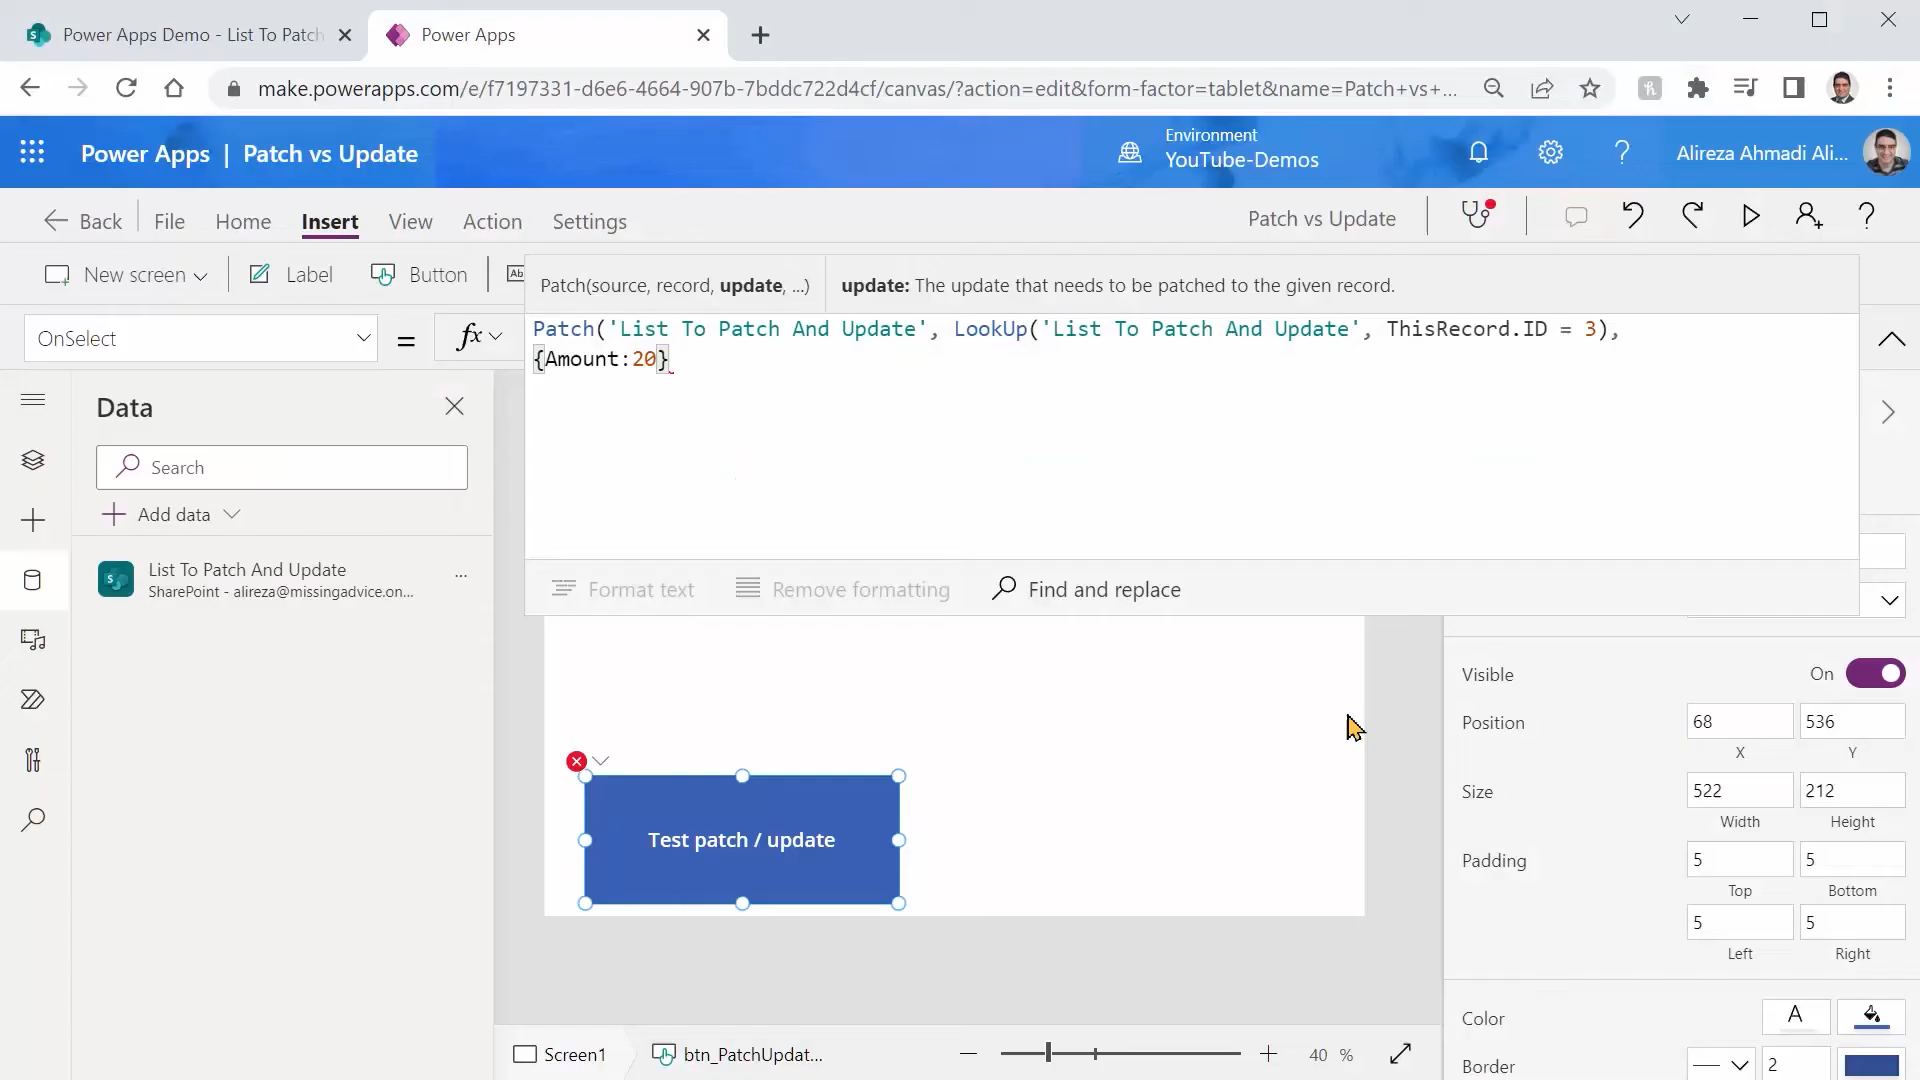 Power Apps Demo - List To Patch
Power Apps
make.powerapps.com/e/f7197331-d6e6-4664-907b-7bddc722d4cf/canvas/?action=edit&form-factor=tablet&name=Patch+vs+...
Power Apps | Patch vs Update
Environment
YouTube-Demos
Alireza Ahmadi Ali...
Back File Home Insert View Action Settings
Patch vs Update
New screen Label Button Ab
Patch(source, record, update, ...) update: The update that needs to be patched to the given record.
OnSelect = fx
Patch('List To Patch And Update', LookUp('List To Patch And Update', ThisRecord.ID = 3),
{Amount:20}
Format text Remove formatting Find and replace
Data
Search
Add data
List To Patch And Update
SharePoint - alireza@missingadvice.on...
...
Test patch / update
Visible On
Position 68 536
X Y
Size 522 212
Width Height
Padding 5 5
Top Bottom
5 5
Left Right
Color A
Border 2
Screen1 btn_PatchUpdat... 40 %